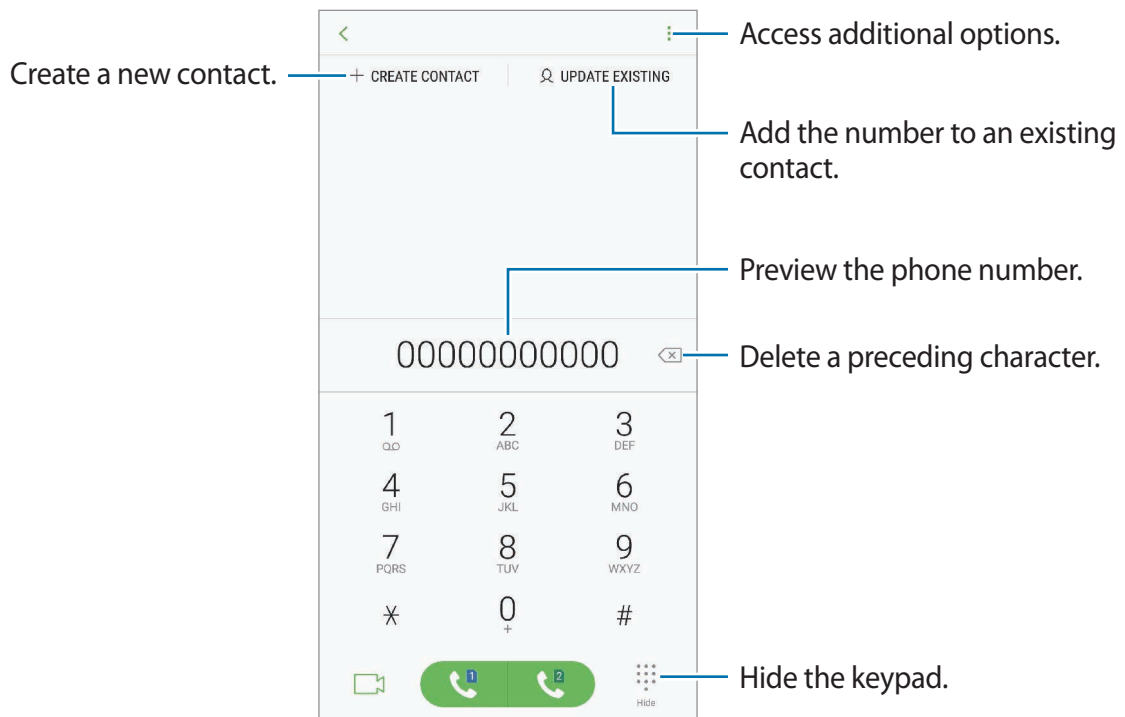 Access additional options.
Create a new contact.
+ CREATE CONTACT
UPDATE EXISTING
Add the number to an existing
contact.
Preview the phone number.
00000000000
Delete a preceding character.
1
2
ABC
3
DEF
4
GHI
5
JKL
6
MNO
7
PQRS
8
TUV
9
WXYZ
*
0
+
#
1
2
Hide
Hide the keypad.